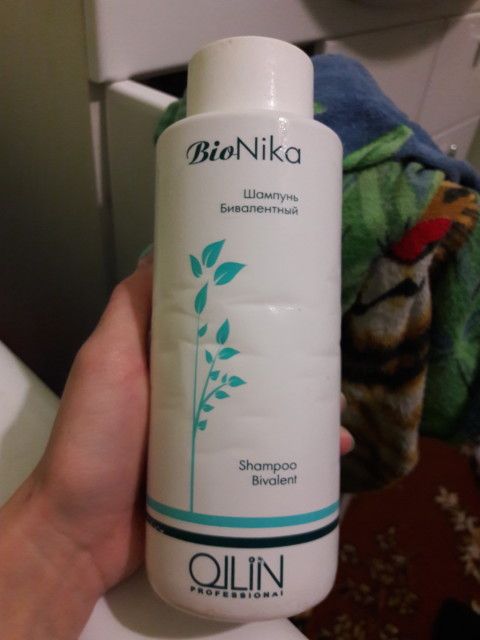 BioNika
Шампунь
Бивалентный
Shampoo
Bivalent
OLLIN
PROFESSIONAL